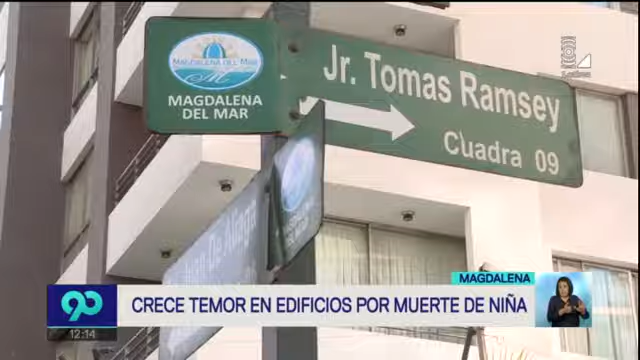 MAGDALENA DEL MAR
M
MAGDALENA
DEL MAR
Jr. Tomas Ramsey
Cuadra 09
Latina
MAGDALENA
90
CRECE TEMOR EN EDIFICIOS POR MUERTE DE NIÑA
12:14